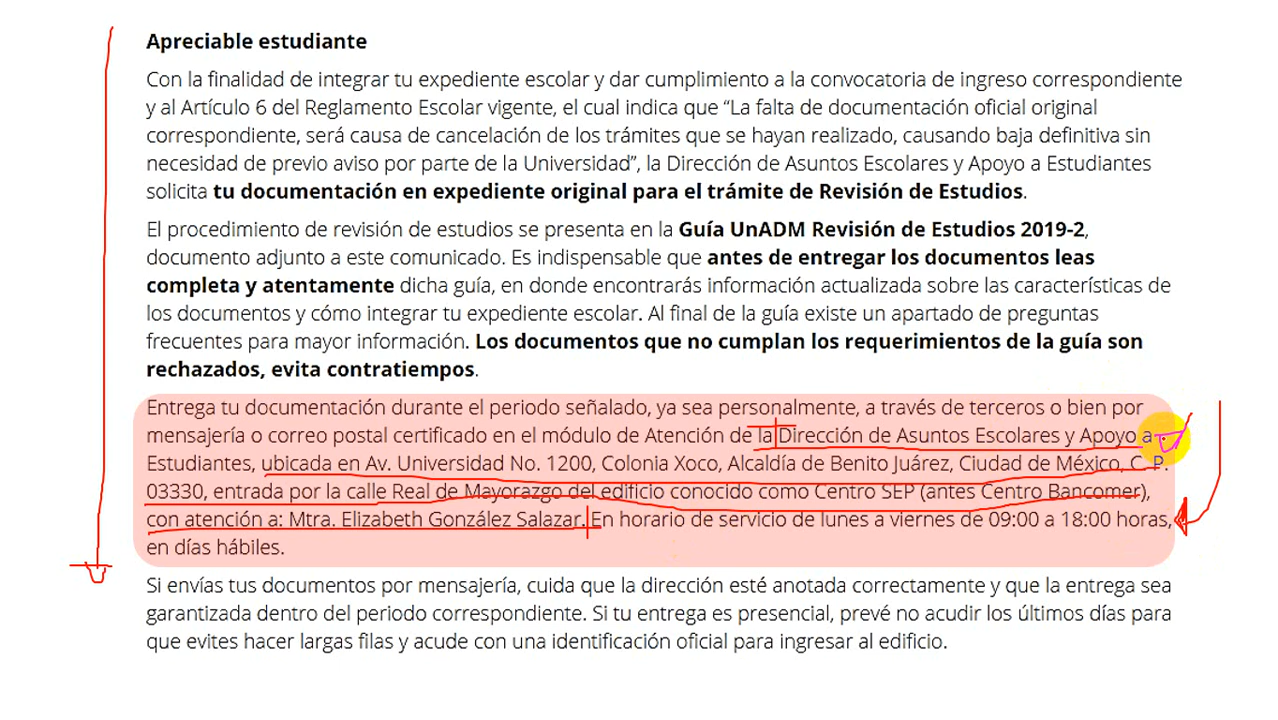 Apreciable estudiante
Con la finalidad de integrar tu expediente escolar y dar cumplimiento a la convocatoria de ingreso correspondiente
y al Artículo 6 del Reglamento Escolar vigente, el cual indica que “La falta de documentación oficial original
correspondiente, será causa de cancelación de los trámites que se hayan realizado, causando baja definitiva sin
necesidad de previo aviso por parte de la Universidad”, la Dirección de Asuntos Escolares y Apoyo a Estudiantes
solicita tu documentación en expediente original para el trámite de Revisión de Estudios.
El procedimiento de revisión de estudios se presenta en la Guía UnADM Revisión de Estudios 2019-2,
documento adjunto a este comunicado. Es indispensable que antes de entregar los documentos leas
completa y atentamente dicha guía, en donde encontrarás información actualizada sobre las características de
los documentos y cómo integrar tu expediente escolar. Al final de la guía existe un apartado de preguntas
frecuentes para mayor información. Los documentos que no cumplan los requerimientos de la guía son
rechazados, evita contratiempos.
Entrega tu documentación durante el periodo señalado, ya sea personalmente, a través de terceros o bien por
mensajería o correo postal certificado en el módulo de Atención de la Dirección de Asuntos Escolares y Apoyo a
Estudiantes, ubicada en Av. Universidad No. 1200, Colonia Xoco, Alcaldía de Benito Juárez, Ciudad de México, C. P.
03330, entrada por la calle Real de Mayorazgo del edificio conocido como Centro SEP (antes Centro Bancomer),
con atención a: Mtra. Elizabeth González Salazar. En horario de servicio de lunes a viernes de 09:00 a 18:00 horas,
en días hábiles.
Si envías tus documentos por mensajería, cuida que la dirección esté anotada correctamente y que la entrega sea
garantizada dentro del periodo correspondiente. Si tu entrega es presencial, prevé no acudir los últimos días para
que evites hacer largas filas y acude con una identificación oficial para ingresar al edificio.